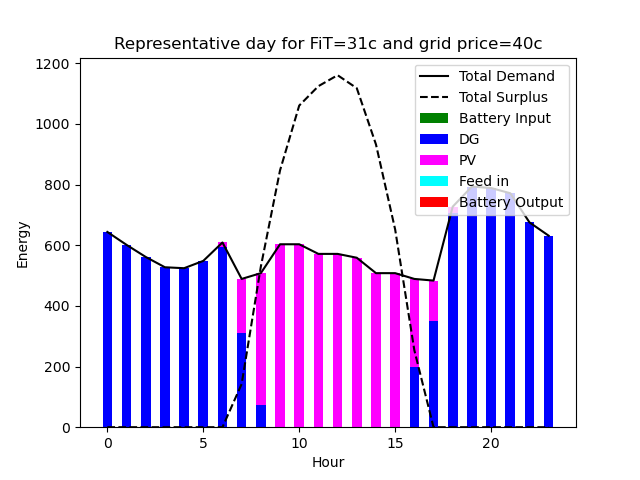 Representative day for FiT=31c and grid price=40c
1200
1000
800
600
400
200
0
Energy
0
5
10
15
20
Hour
Total Demand
Total Surplus
Battery Input
DG
PV
Feed in
Battery Output